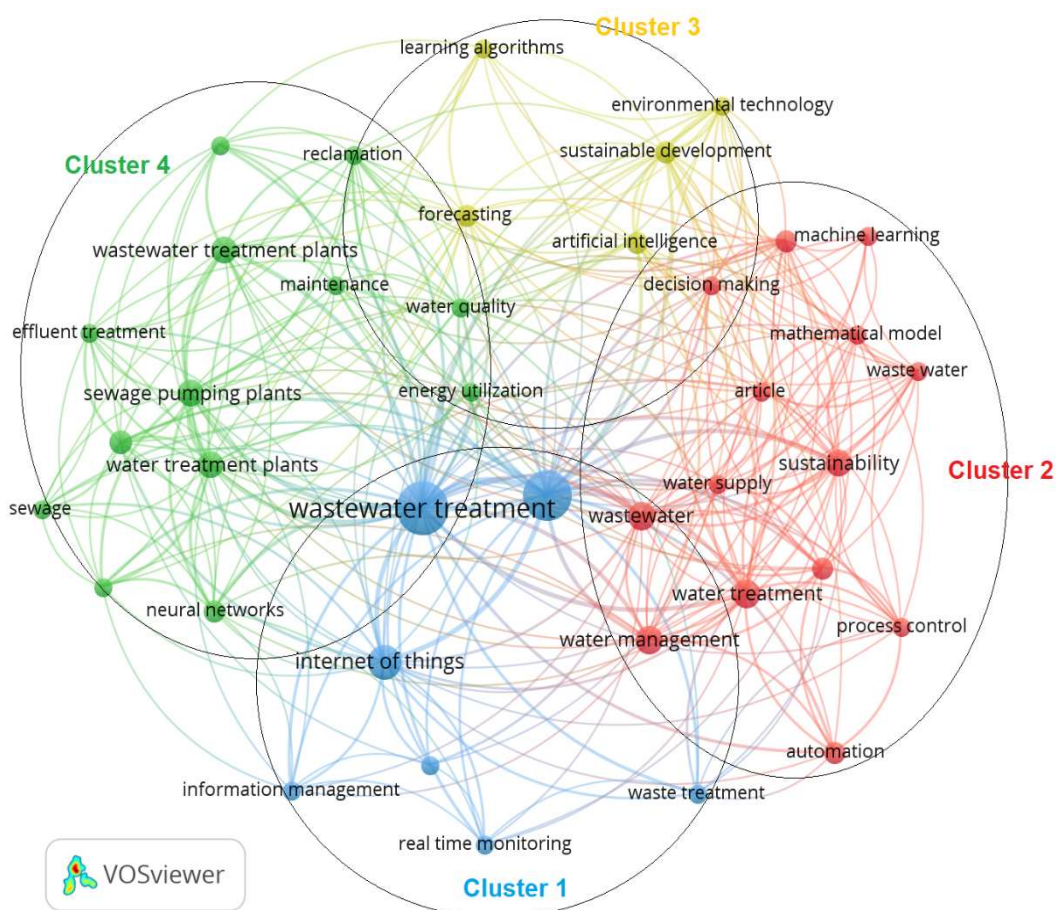 Cluster 3
learning algorithms
environmental technology
Cluster 4
reclamation
sustainable development
forecasting
artificial intelligence
machine learning
wastewater treatment plants
maintenance
decision making
water quality
effluent treatment
mathematical model
waste water
sewage pumping plants
energy utilization
article
water treatment plants
sustainability
Cluster 2
water supply
sewage
wastewater treatment
wastewater
neural networks
water treatment
process control
water management
internet of things
automation
information management
waste treatment
real time monitoring
VOSviewer
Cluster 1